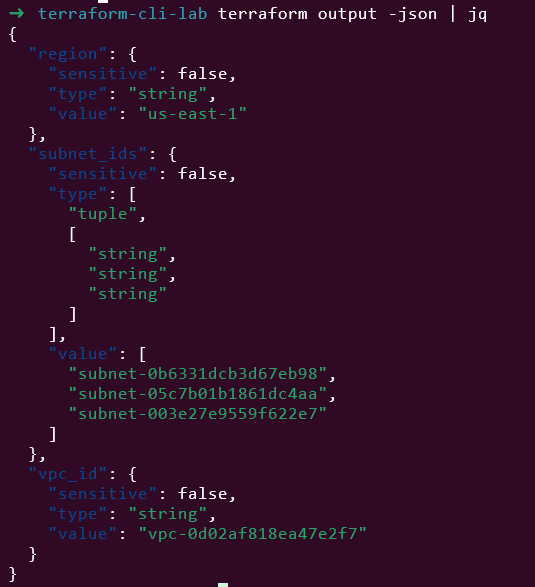 ➜ terraform-cli-lab terraform output -json | jq
{
  "region": {
    "sensitive": false,
    "type": "string",
    "value": "us-east-1"
  },
  "subnet_ids": {
    "sensitive": false,
    "type": [
      "tuple",
      [
        "string",
        "string",
        "string"
      ]
    ],
    "value": [
      "subnet-0b6331dcb3d67eb98",
      "subnet-05c7b01b1861dc4aa",
      "subnet-003e27e9559f622e7"
    ]
  },
  "vpc_id": {
    "sensitive": false,
    "type": "string",
    "value": "vpc-0d02af818ea47e2f7"
  }
}